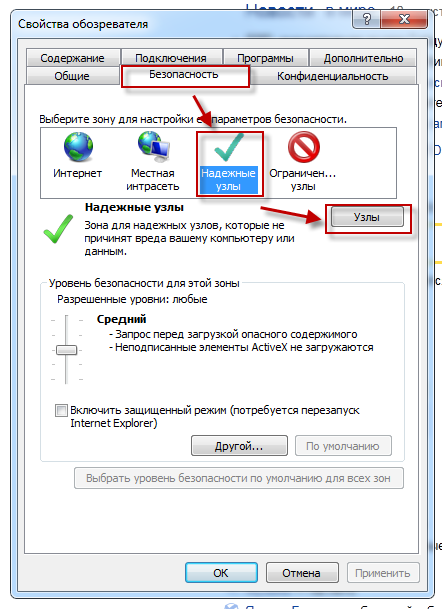 Новости в мире
Свойства обозревателя
Содержание Подключения Программы Дополнительно
Общие Безопасность Конфиденциальность
Выберите зону для настройки ее параметров безопасности.
Интернет Местная интрасеть Надежные узлы Ограничен... узлы
Надежные узлы
Узлы
Зона для надежных узлов, которые не
причинят вреда вашему компьютеру или
данным.
Уровень безопасности для этой зоны
Разрешенные уровни: любые
Средний
- Запрос перед загрузкой опасного содержимого
- Неподписанные элементы ActiveX не загружаются
Включить защищенный режим (потребуется перезапуск
Internet Explorer)
Другой... По умолчанию
Выбрать уровень безопасности по умолчанию для всех зон
OK Отмена Применить